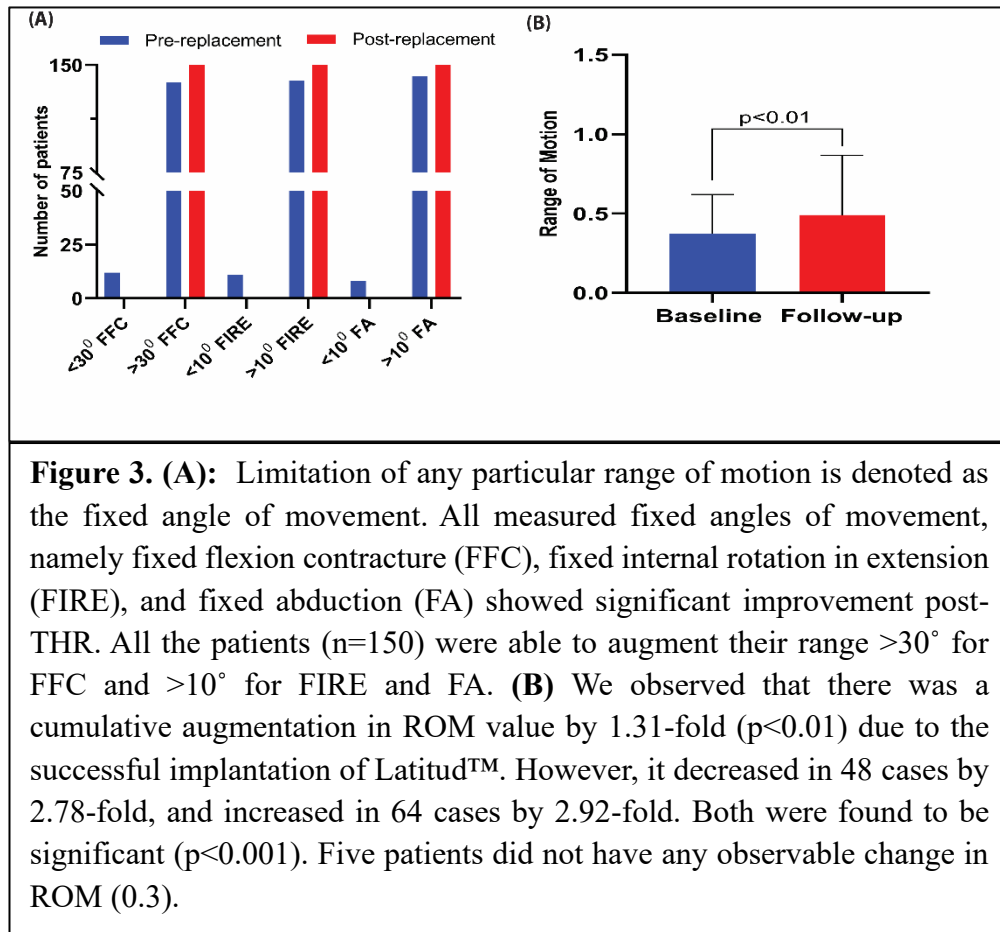 (A)
Pre-replacement Post-replacement
150
75
50
25
0
Number of patients
<30⁰ FFC
>30⁰ FFC
<10⁰ FIRE
>10⁰ FIRE
<10⁰ FA
>10⁰ FA
(B)
1.5
1.0
0.5
0.0
Range of Motion
p<0.01
Baseline Follow-up
Figure 3. (A): Limitation of any particular range of motion is denoted as
the fixed angle of movement. All measured fixed angles of movement,
namely fixed flexion contracture (FFC), fixed internal rotation in extension
(FIRE), and fixed abduction (FA) showed significant improvement post-
THR. All the patients (n=150) were able to augment their range >30˚ for
FFC and >10˚ for FIRE and FA. (B) We observed that there was a
cumulative augmentation in ROM value by 1.31-fold (p<0.01) due to the
successful implantation of Latitud™. However, it decreased in 48 cases by
2.78-fold, and increased in 64 cases by 2.92-fold. Both were found to be
significant (p<0.001). Five patients did not have any observable change in
ROM (0.3).